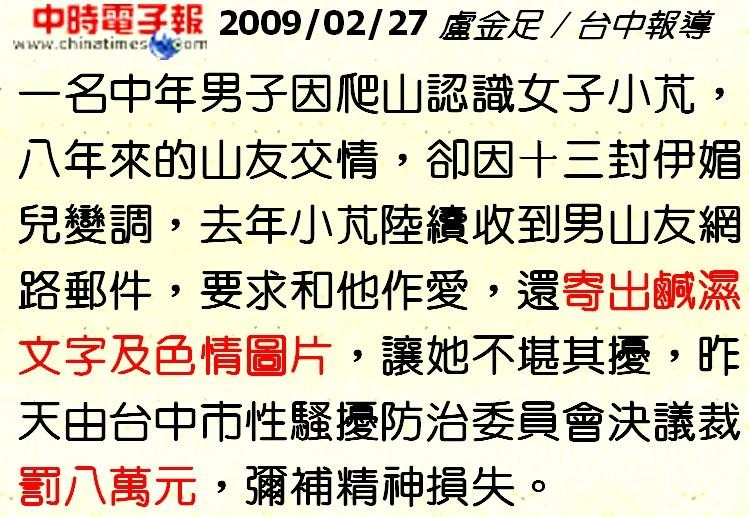 中時電子報 2009/02/27 盧金足/台中報導
www.chinatimes.com
一名中年男子因爬山認識女子小芃，
八年來的山友交情，卻因十三封伊媚
兒變調，去年小芃陸續收到男山友網
路郵件，要求和他作愛，還寄出鹹濕
文字及色情圖片，讓她不堪其擾，昨
天由台中市性騷擾防治委員會決議裁
罰八萬元，彌補精神損失。